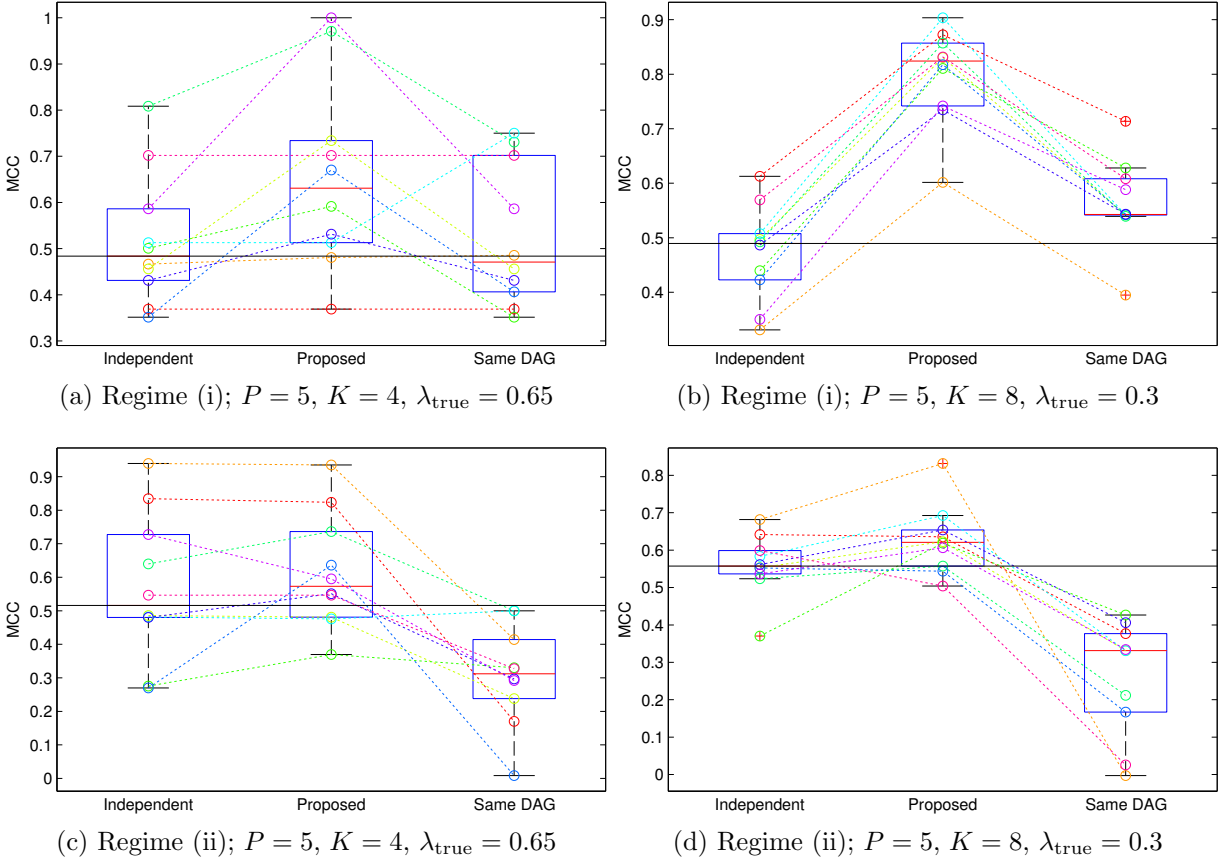 1
0.9
0.8
0.7
0.6
0.5
0.4
0.3
MCC
Independent
Proposed
Same DAG
(a) Regime (i); P = 5, K = 4, λtrue = 0.65
0.9
0.8
0.7
0.6
0.5
0.4
MCC
Independent
Proposed
Same DAG
(b) Regime (i); P = 5, K = 8, λtrue = 0.3
0.9
0.8
0.7
0.6
0.5
0.4
0.3
0.2
0.1
0
MCC
Independent
Proposed
Same DAG
(c) Regime (ii); P = 5, K = 4, λtrue = 0.65
0.8
0.7
0.6
0.5
0.4
0.3
0.2
0.1
0
MCC
Independent
Proposed
Same DAG
(d) Regime (ii); P = 5, K = 8, λtrue = 0.3